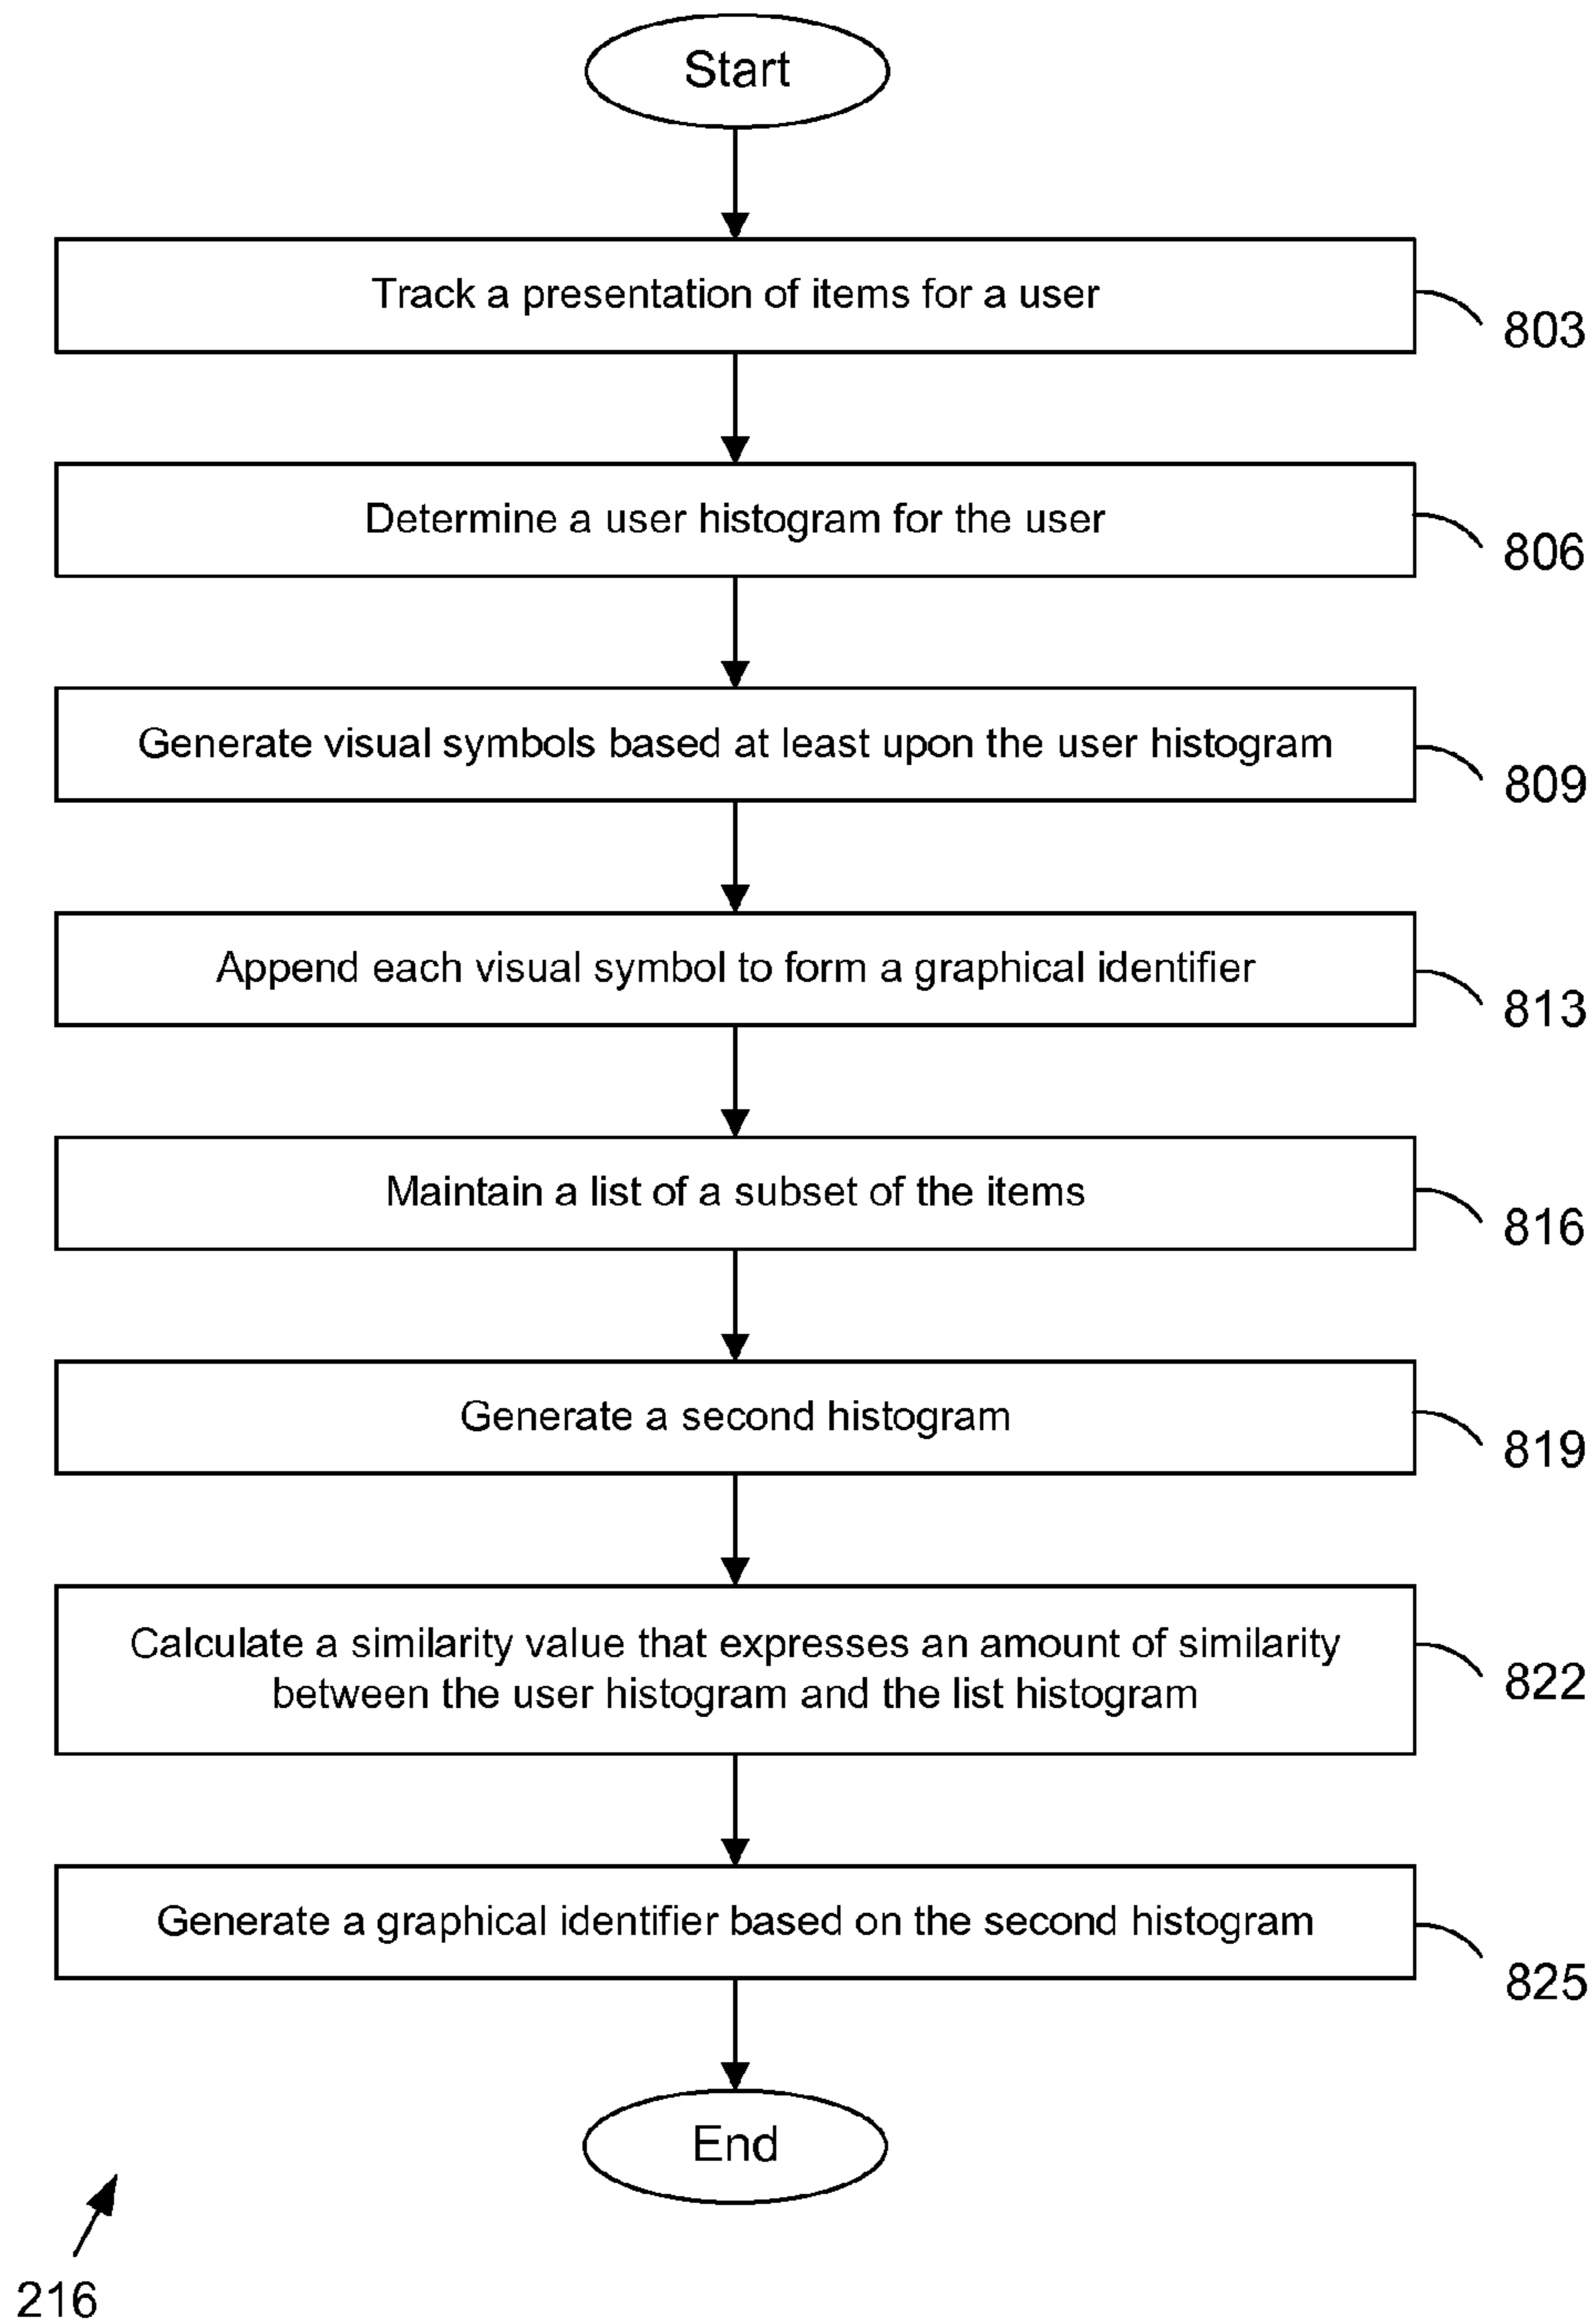 Start
Track a presentation of items for a user
803
Determine a user histogram for the user
806
Generate visual symbols based at least upon the user histogram
809
Append each visual symbol to form a graphical identifier
813
Maintain a list of a subset of the items
816
Generate a second histogram
819
Calculate a similarity value that expresses an amount of similarity
between the user histogram and the list histogram
822
Generate a graphical identifier based on the second histogram
825
End
216